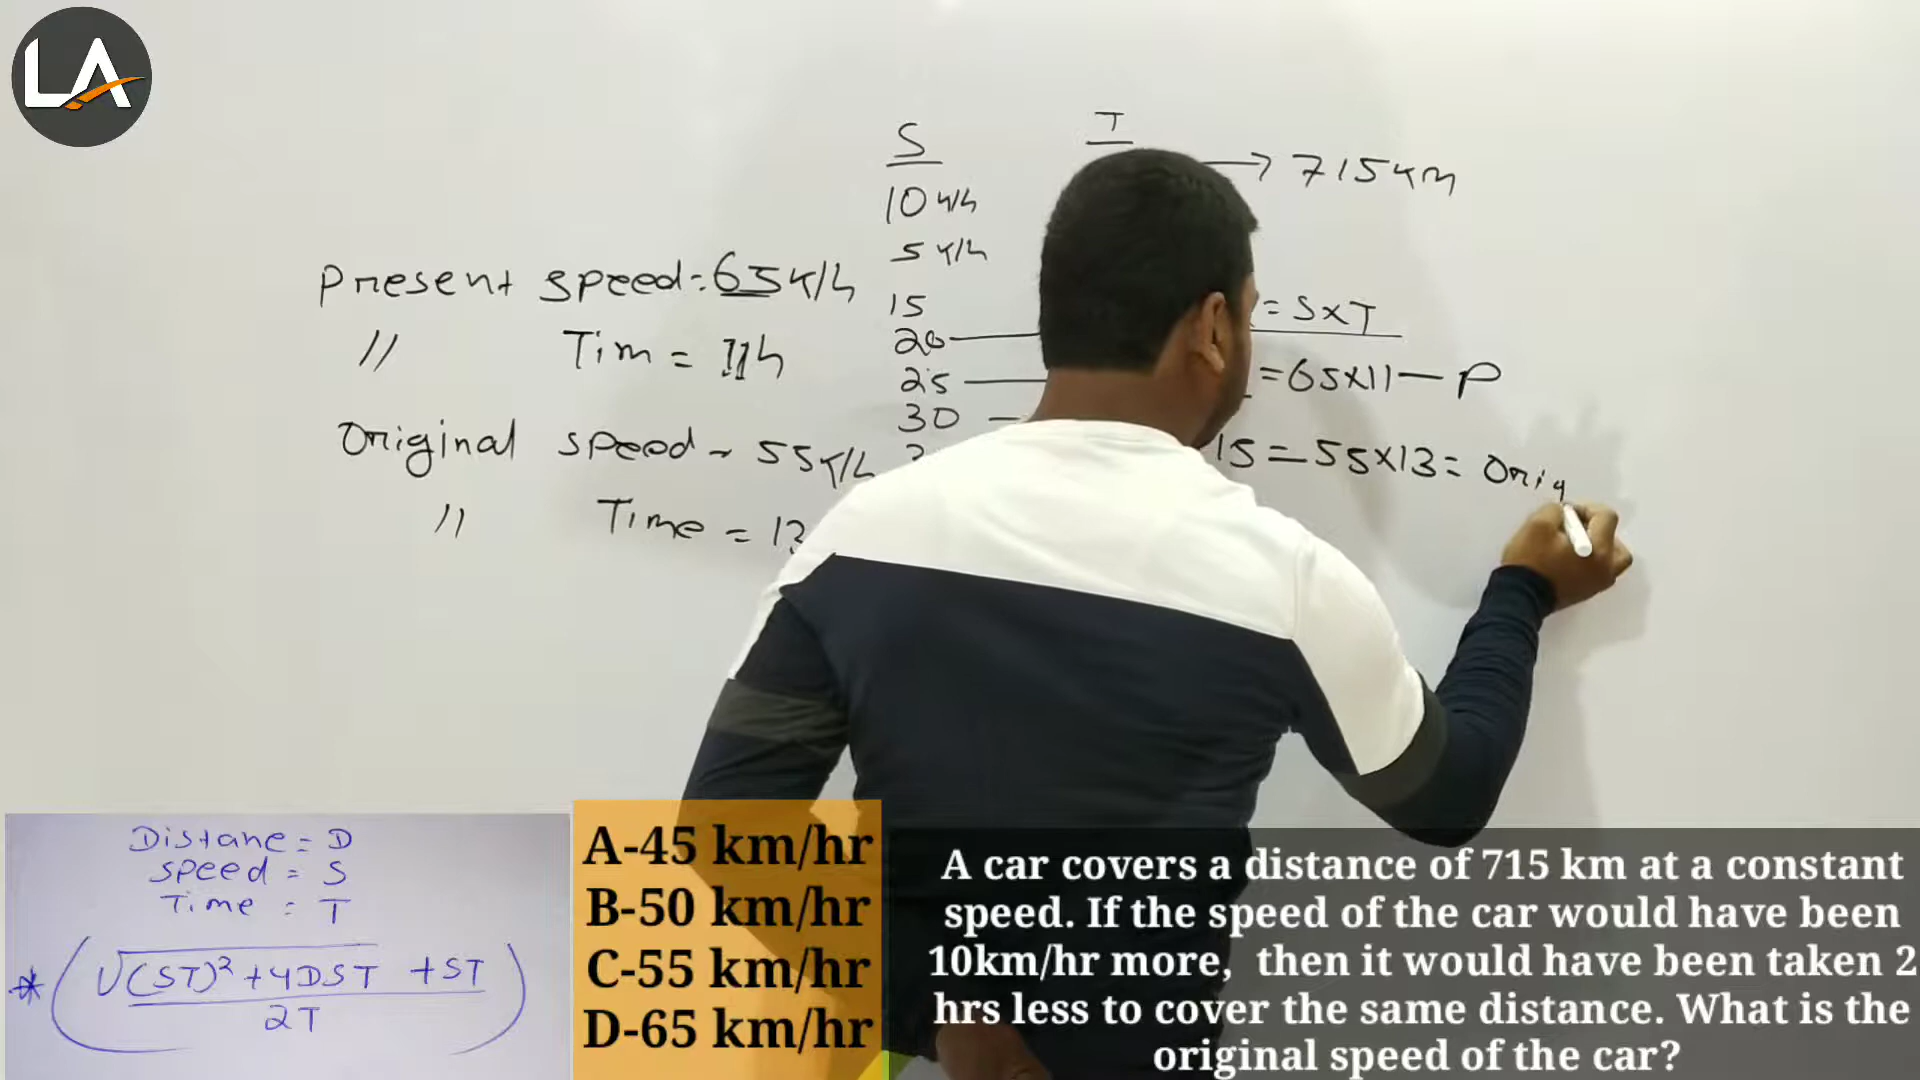 LA
S
T
→ 715 KM
10 K/h
5 K/h
Present speed = 65 K/h
15
= S×T
// Tim = 11h
20
25
= 65×11 — P
30
Original speed ~ 55K/h
15 = 55×13 = Orig
// Time = 13
Distane = D
Speed = S
Time : T
* ( √(ST)² + 4DST + ST )
2T
A-45 km/hr
B-50 km/hr
C-55 km/hr
D-65 km/hr
A car covers a distance of 715 km at a constant
speed. If the speed of the car would have been
10km/hr more, then it would have been taken 2
hrs less to cover the same distance. What is the
original speed of the car?